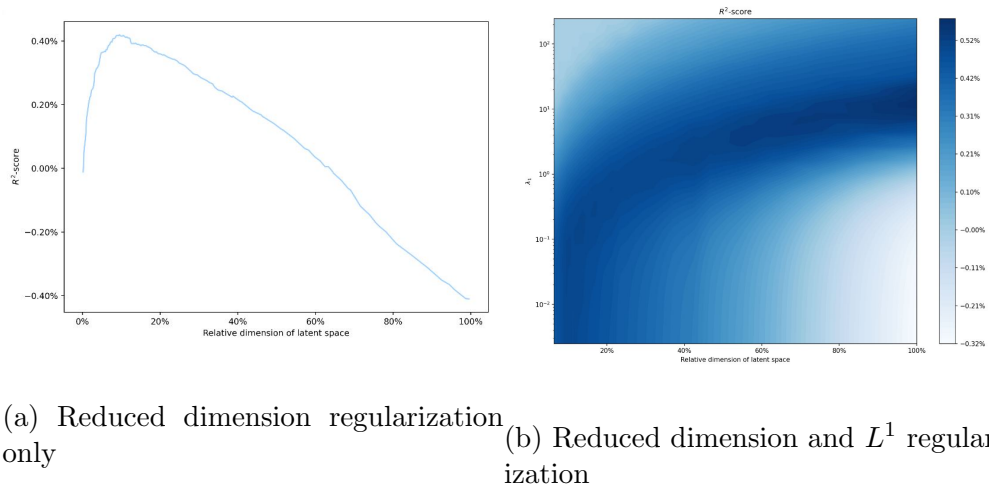 0.40%
0.20%
0.00%
−0.20%
−0.40%
R²-score
0% 20% 40% 60% 80% 100%
Relative dimension of latent space
(a) Reduced dimension regularization
only
R²-score
10²
10¹
10⁰
10⁻¹
10⁻²
λ₁
20% 40% 60% 80% 100%
Relative dimension of latent space
0.52%
0.42%
0.31%
0.21%
0.10%
−0.00%
−0.11%
−0.21%
−0.32%
(b) Reduced dimension and L¹ regular
ization